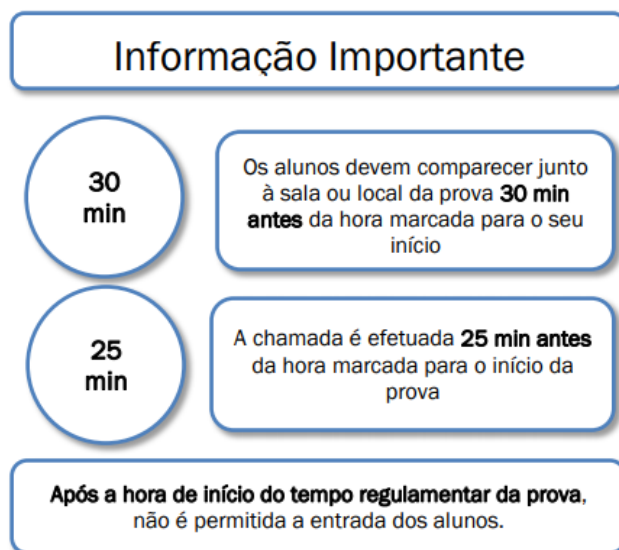 Informação Importante
30
min
Os alunos devem comparecer junto
à sala ou local da prova 30 min
antes da hora marcada para o seu
início
25
min
A chamada é efetuada 25 min antes
da hora marcada para o início da
prova
Após a hora de início do tempo regulamentar da prova,
não é permitida a entrada dos alunos.